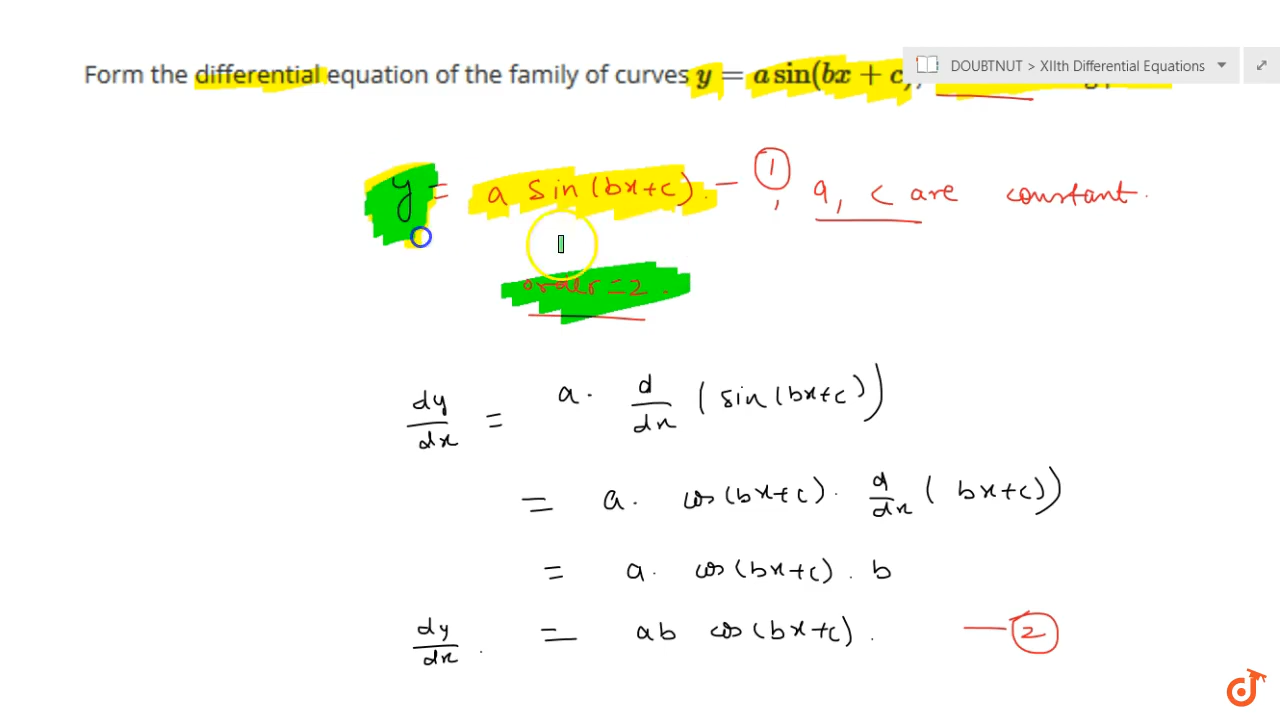 Form the differential equation of the family of curves y = a sin(bx + c),
DOUBTNUT > XIIth Differential Equations
y = a sin(bx+c). — ①, a, c are constant.
order=2.
dy/dx = a. d/dx (sin(bx+c))
= a. cos(bx+c). d/dx (bx+c))
= a. cos(bx+c). b
dy/dx. = ab cos(bx+c). — ②